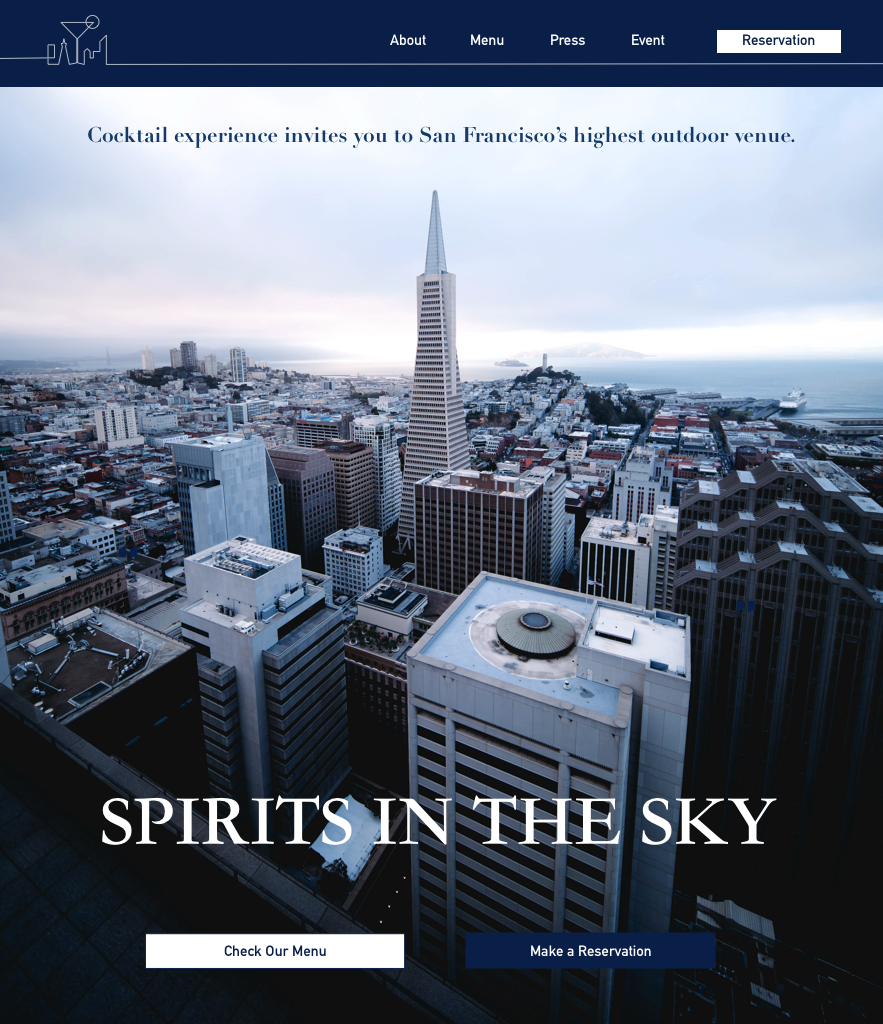 About Menu Press Event Reservation
Cocktail experience invites you to San Francisco’s highest outdoor venue.
"
"
SPIRITS IN THE SKY
Check Our Menu Make a Reservation